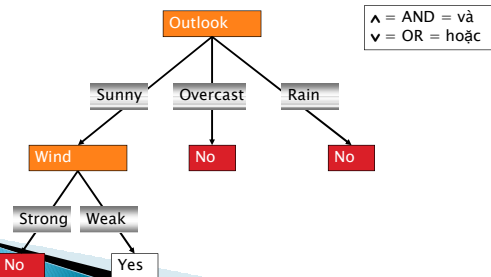 Outlook
∧ = AND = và
∨ = OR = hoặc
Sunny
Overcast
Rain
Wind
No
No
Strong
Weak
No
Yes